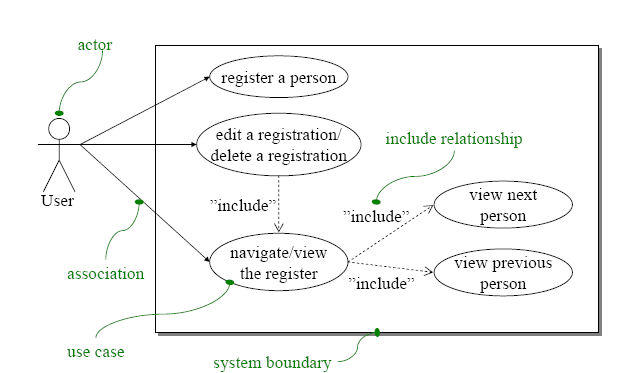 actor
register a person
edit a registration/
delete a registration
include relationship
User
"include"
"include"
view next
person
navigate/view
the register
association
view previous
person
"include"
use case
system boundary